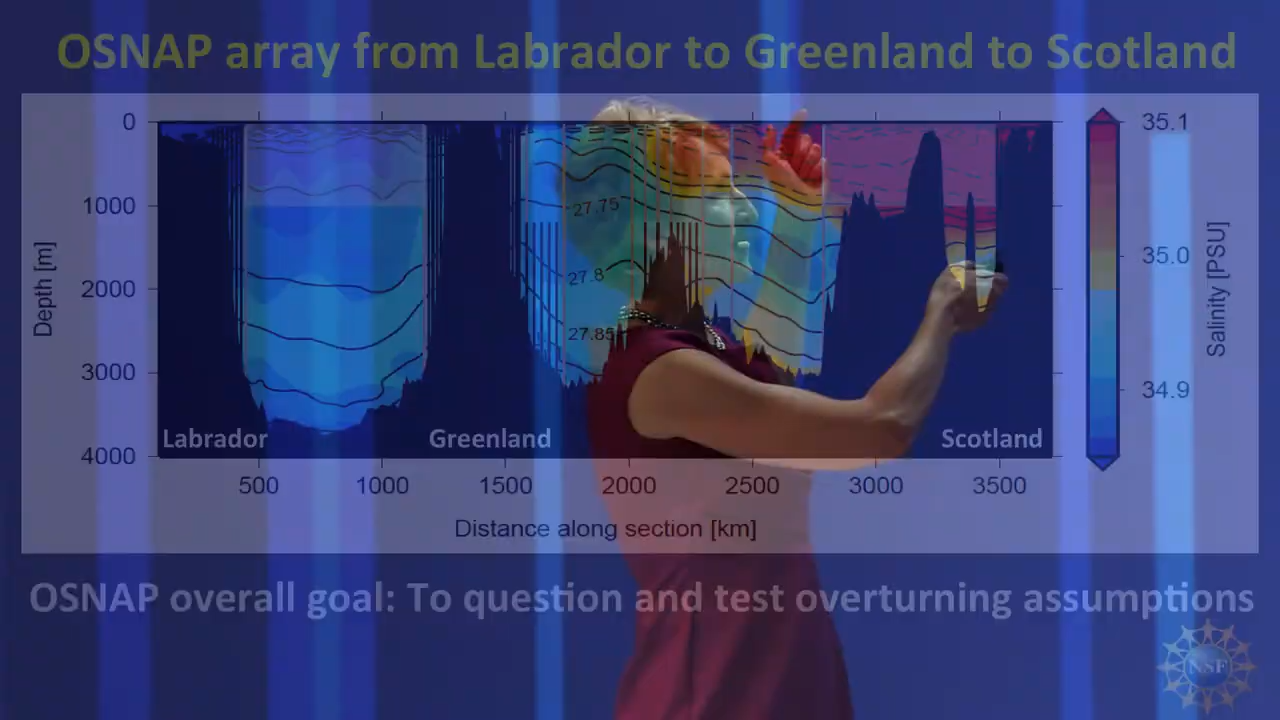 OSNAP array from Labrador to Greenland to Scotland
0
1000
2000
3000
4000
Depth [m]
27.75
27.8
27.85
Labrador
Greenland
Scotland
500
1000
1500
2000
2500
3000
3500
Distance along section [km]
35.1
35.0
34.9
Salinity [PSU]
OSNAP overall goal: To question and test overturning assumptions
NSF